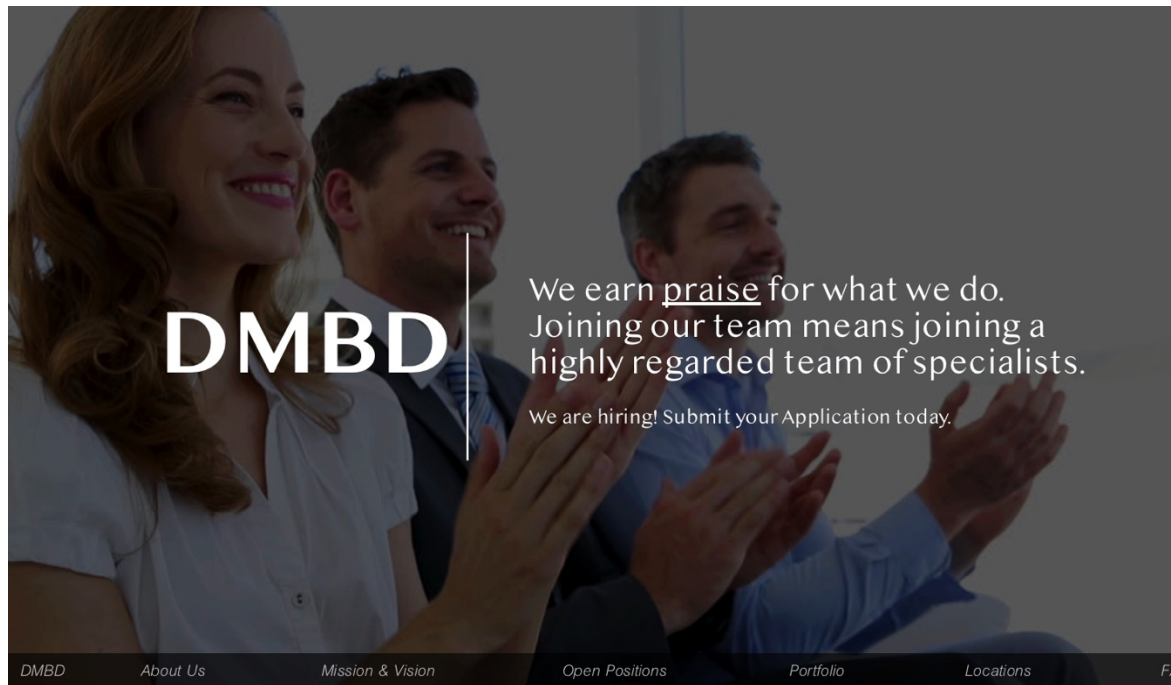 DMBD
We earn praise for what we do.
Joining our team means joining a
highly regarded team of specialists.
We are hiring! Submit your Application today.
DMBD About Us Mission & Vision Open Positions Portfolio Locations